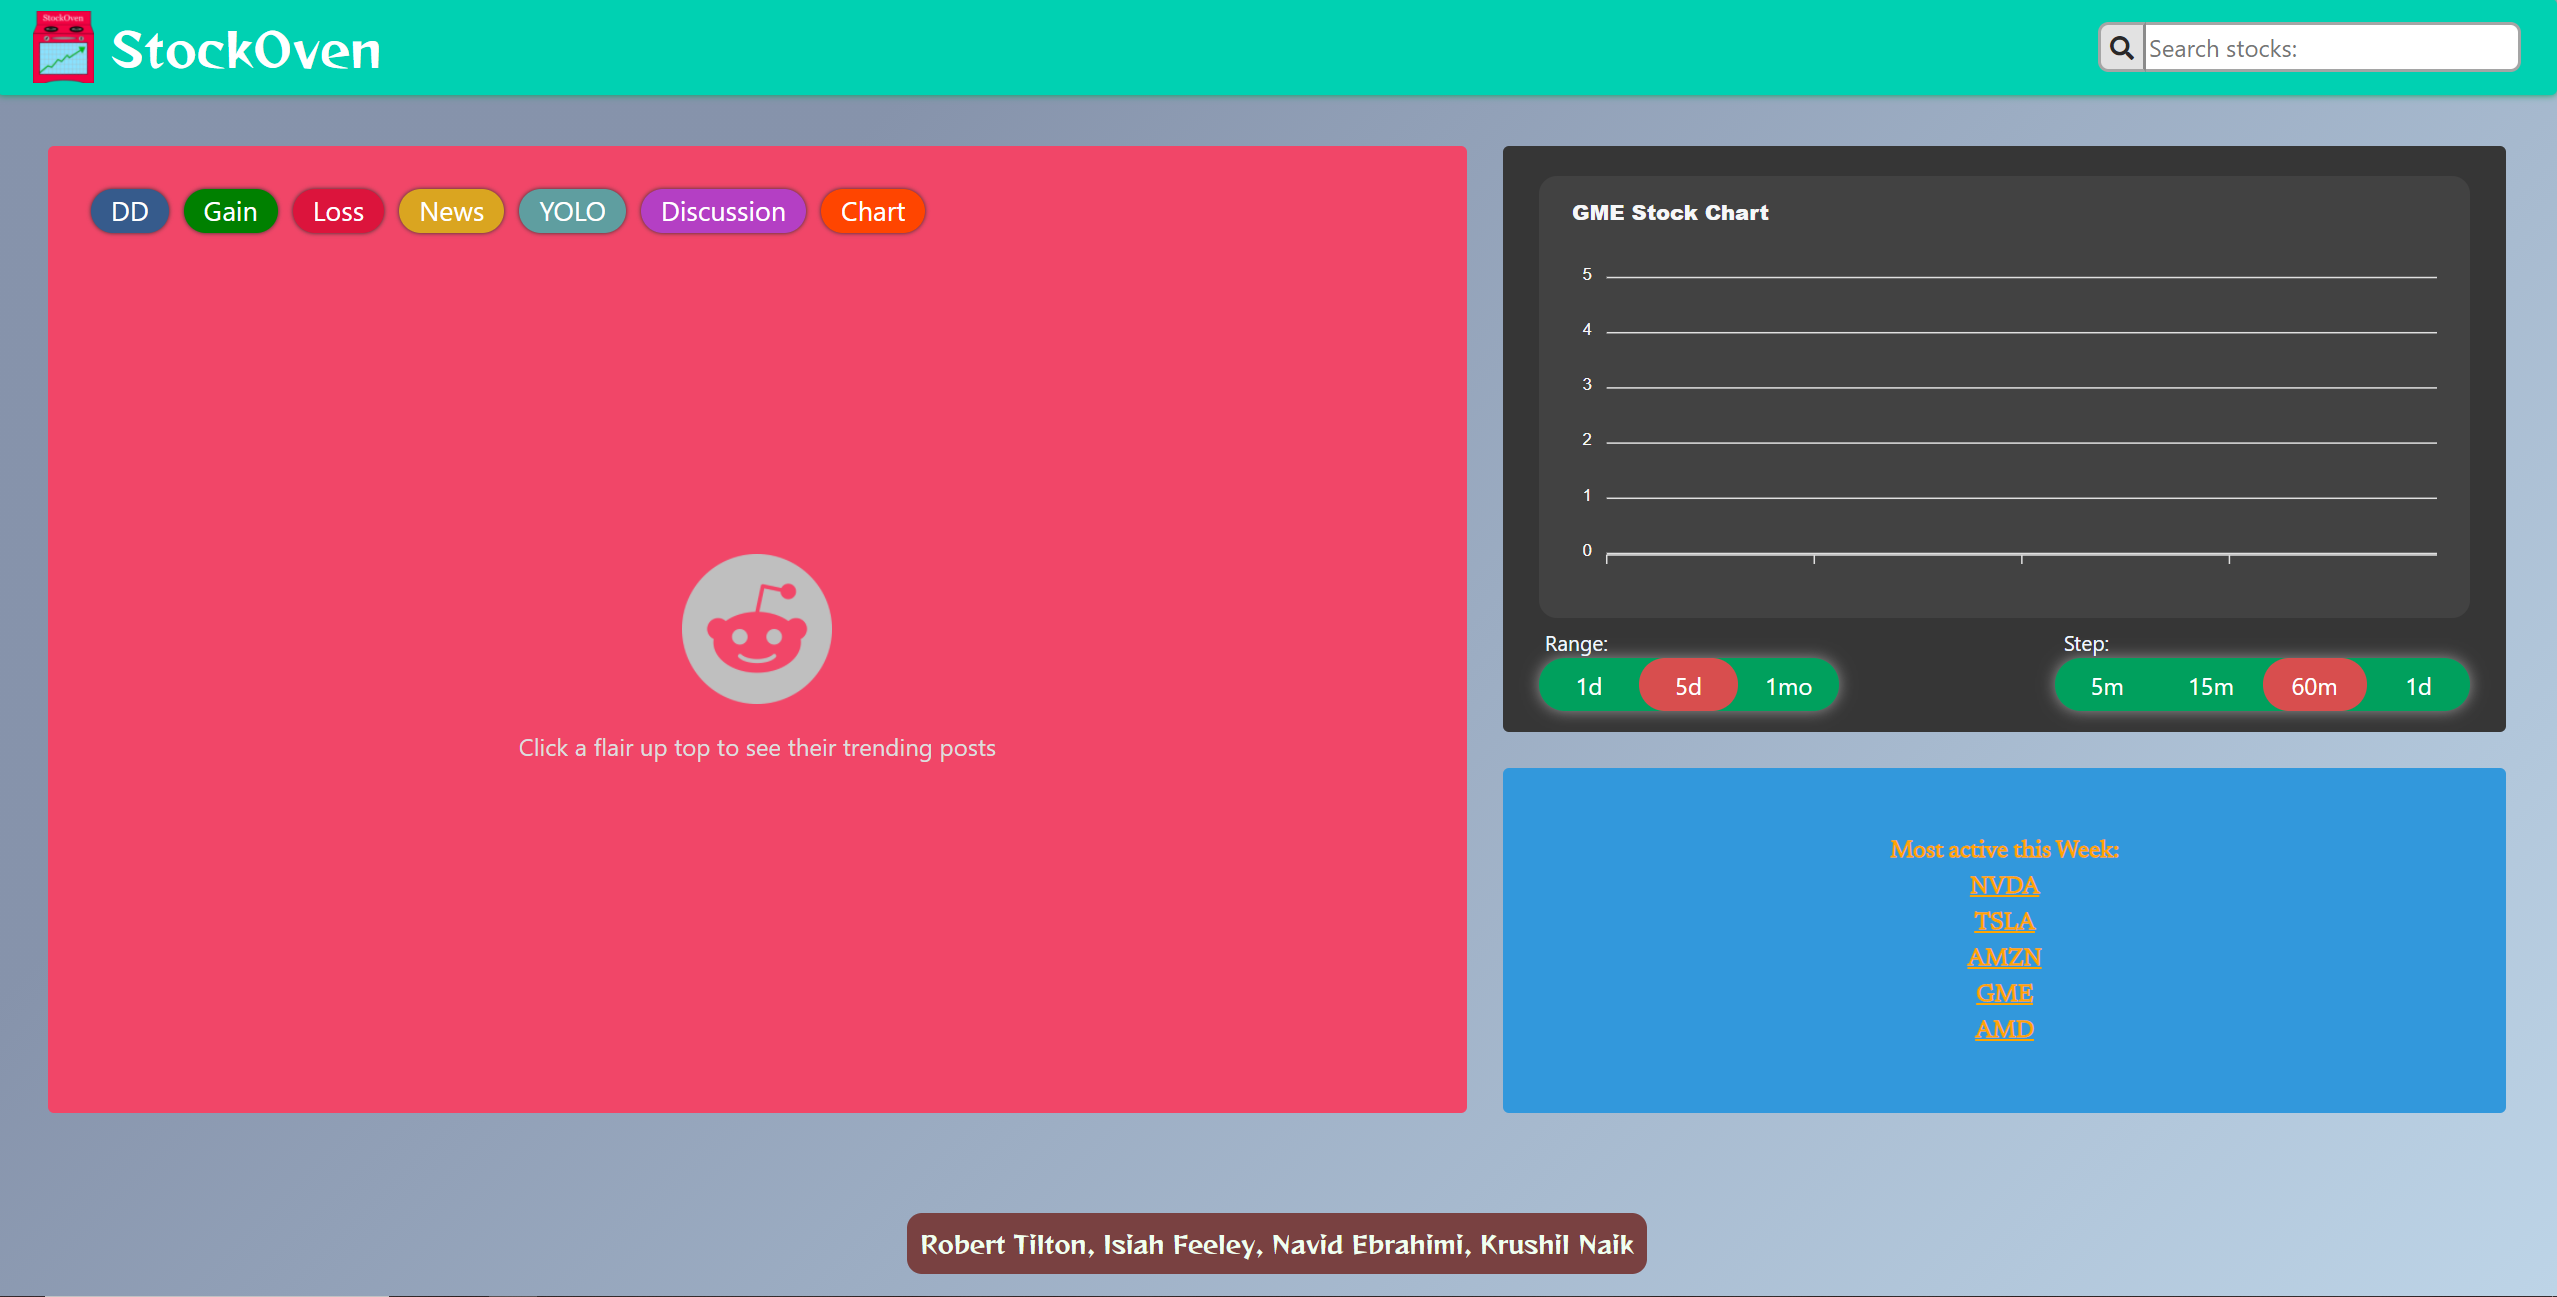 StockOven
StockOven
Search stocks:
DD Gain Loss News YOLO Discussion Chart
Click a flair up top to see their trending posts
GME Stock Chart
5
4
3
2
1
0
Range:
1d 5d 1mo
Step:
5m 15m 60m 1d
Most active this Week:
NVDA
TSLA
AMZN
GME
AMD
Robert Tilton, Isiah Feeley, Navid Ebrahimi, Krushil Naik